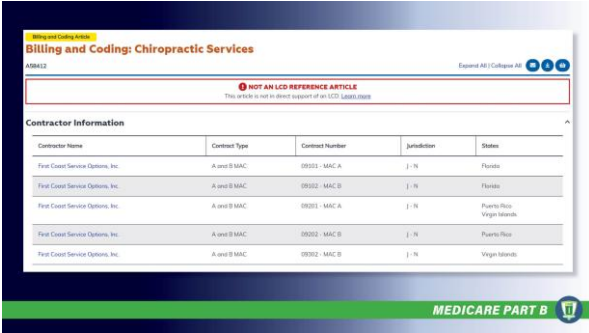 Billing and Coding Article
Billing and Coding: Chiropractic Services
A58412
Expand All | Collapse All
NOT AN LCD REFERENCE ARTICLE
This article is not in direct support of an LCD. Learn more
Contractor Information
Contractor Name Contract Type Contract Number Jurisdiction States
First Coast Service Options, Inc. A and B MAC 09101 - MAC A J - N Florida
First Coast Service Options, Inc. A and B MAC 09102 - MAC B J - N Florida
First Coast Service Options, Inc. A and B MAC 09201 - MAC A J - N Puerto Rico
Virgin Islands
First Coast Service Options, Inc. A and B MAC 09202 - MAC B J - N Puerto Rico
First Coast Service Options, Inc. A and B MAC 09302 - MAC B J - N Virgin Islands
MEDICARE PART B